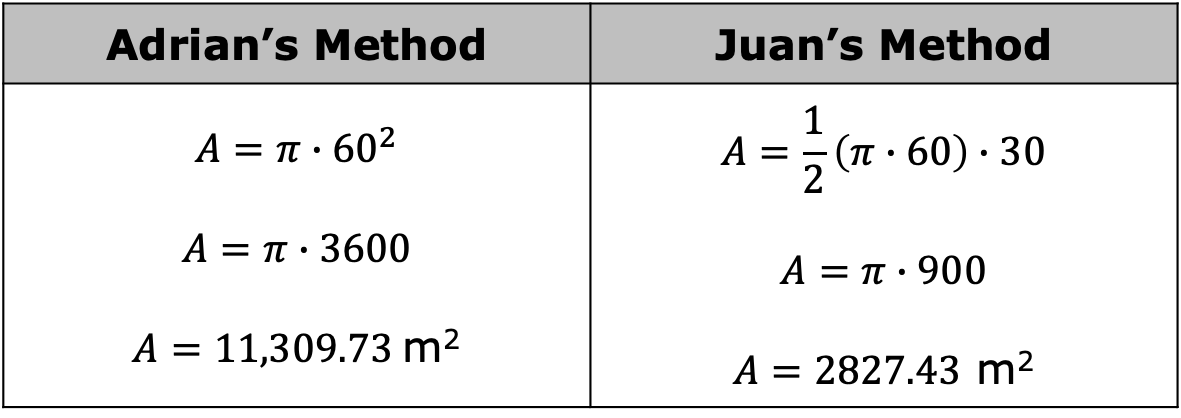 Adrian’s Method
Juan’s Method
A = π · 60²
A = π · 3600
A = 11,309.73 m²
A = 1/2 (π · 60) · 30
A = π · 900
A = 2827.43 m²